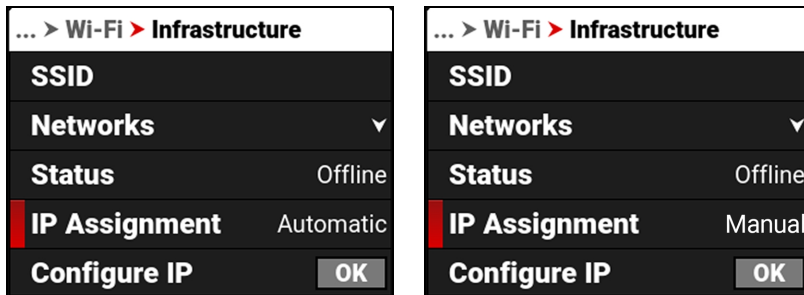 ... > Wi-Fi > Infrastructure
SSID
Networks
Status Offline
IP Assignment Automatic
Configure IP OK
... > Wi-Fi > Infrastructure
SSID
Networks
Status Offline
IP Assignment Manual
Configure IP OK